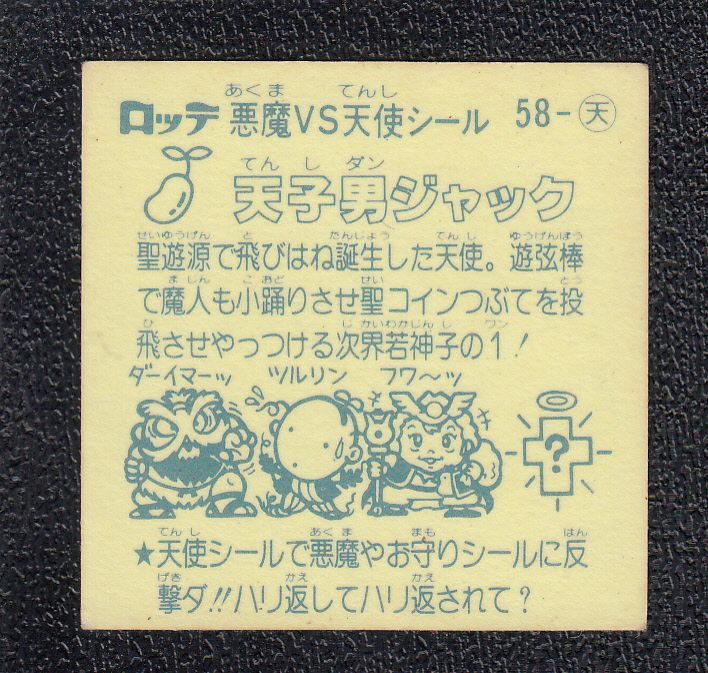 ロッテ 悪魔VS天使シール 58-天
あくま てんし
てんしダン
天子男ジャック
せいゆうげん と たんじょう てんし ゆうげんぼう
聖遊源で飛びはね誕生した天使。遊弦棒
ましん こおど せい とう
で魔人も小踊りさせ聖コインつぶてを投
ひ じかいわかじんし ワン
飛させやっつける次界若神子の1!
ダーイマーッ ツルリン フワ〜ッ
?
てんし あくま まも はん
★天使シールで悪魔やお守りシールに反
げき かえ かえ
撃ダ!!ハリ返してハリ返されて?